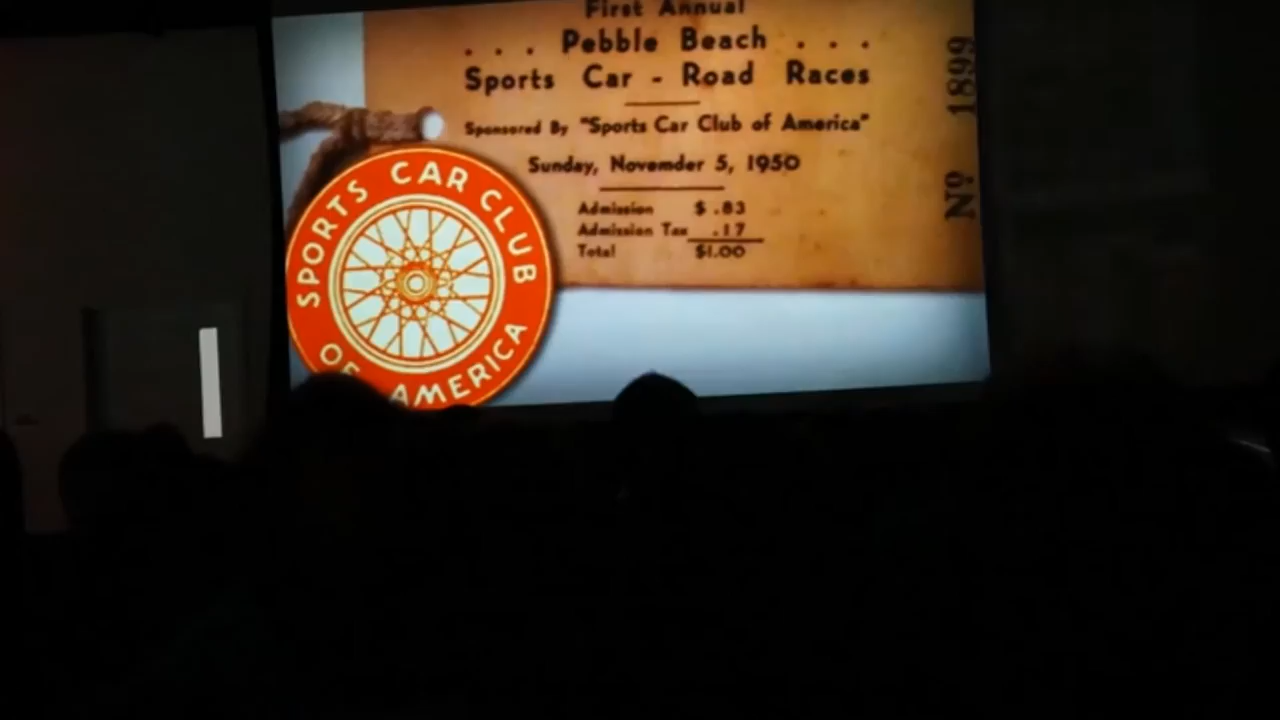 First Annual
. . . Pebble Beach . . .
Sports Car - Road Races
Sponsored By "Sports Car Club of America"
Sunday, November 5, 1950
Admission $ .83
Admission Tax .17
Total $1.00
Nº 1899
SPORTS CAR CLUB
OF AMERICA